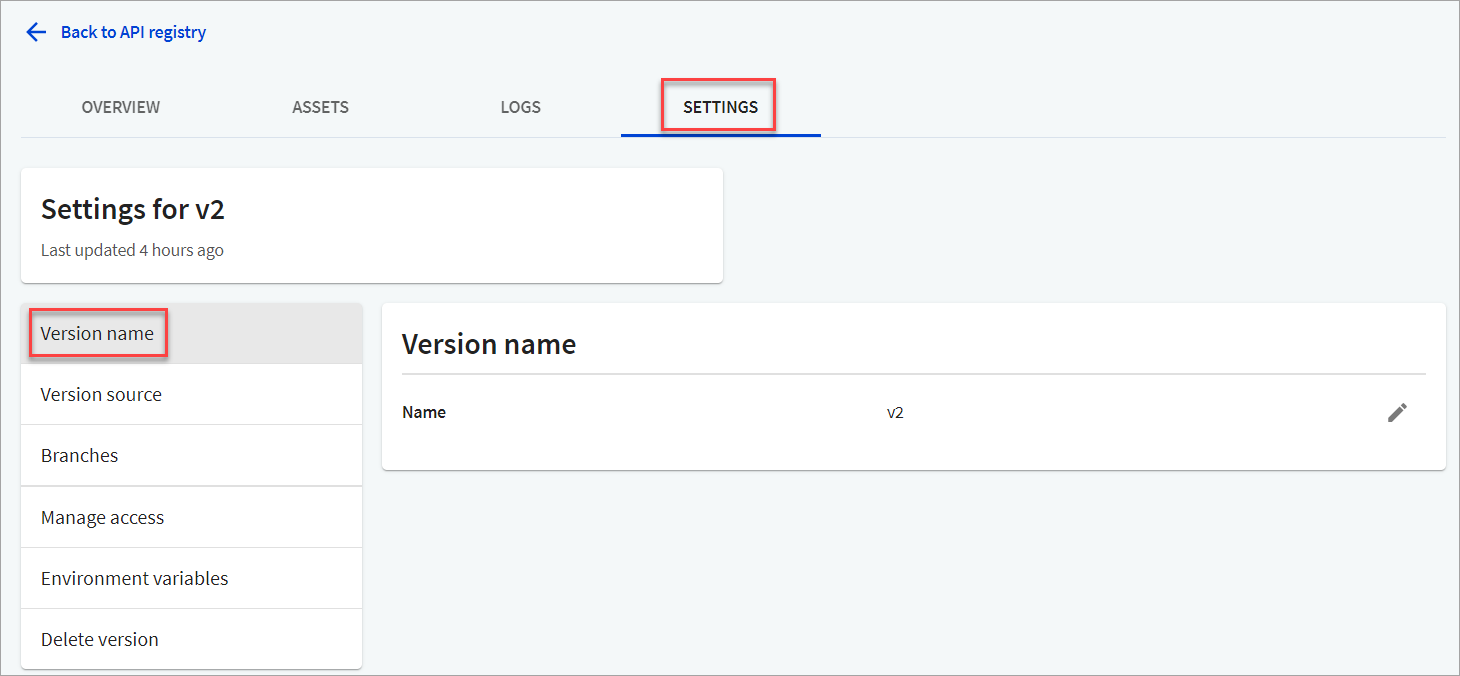 Back to API registry
OVERVIEW ASSETS LOGS SETTINGS
Settings for v2
Last updated 4 hours ago
Version name
Version source
Branches
Manage access
Environment variables
Delete version
Version name
Name v2